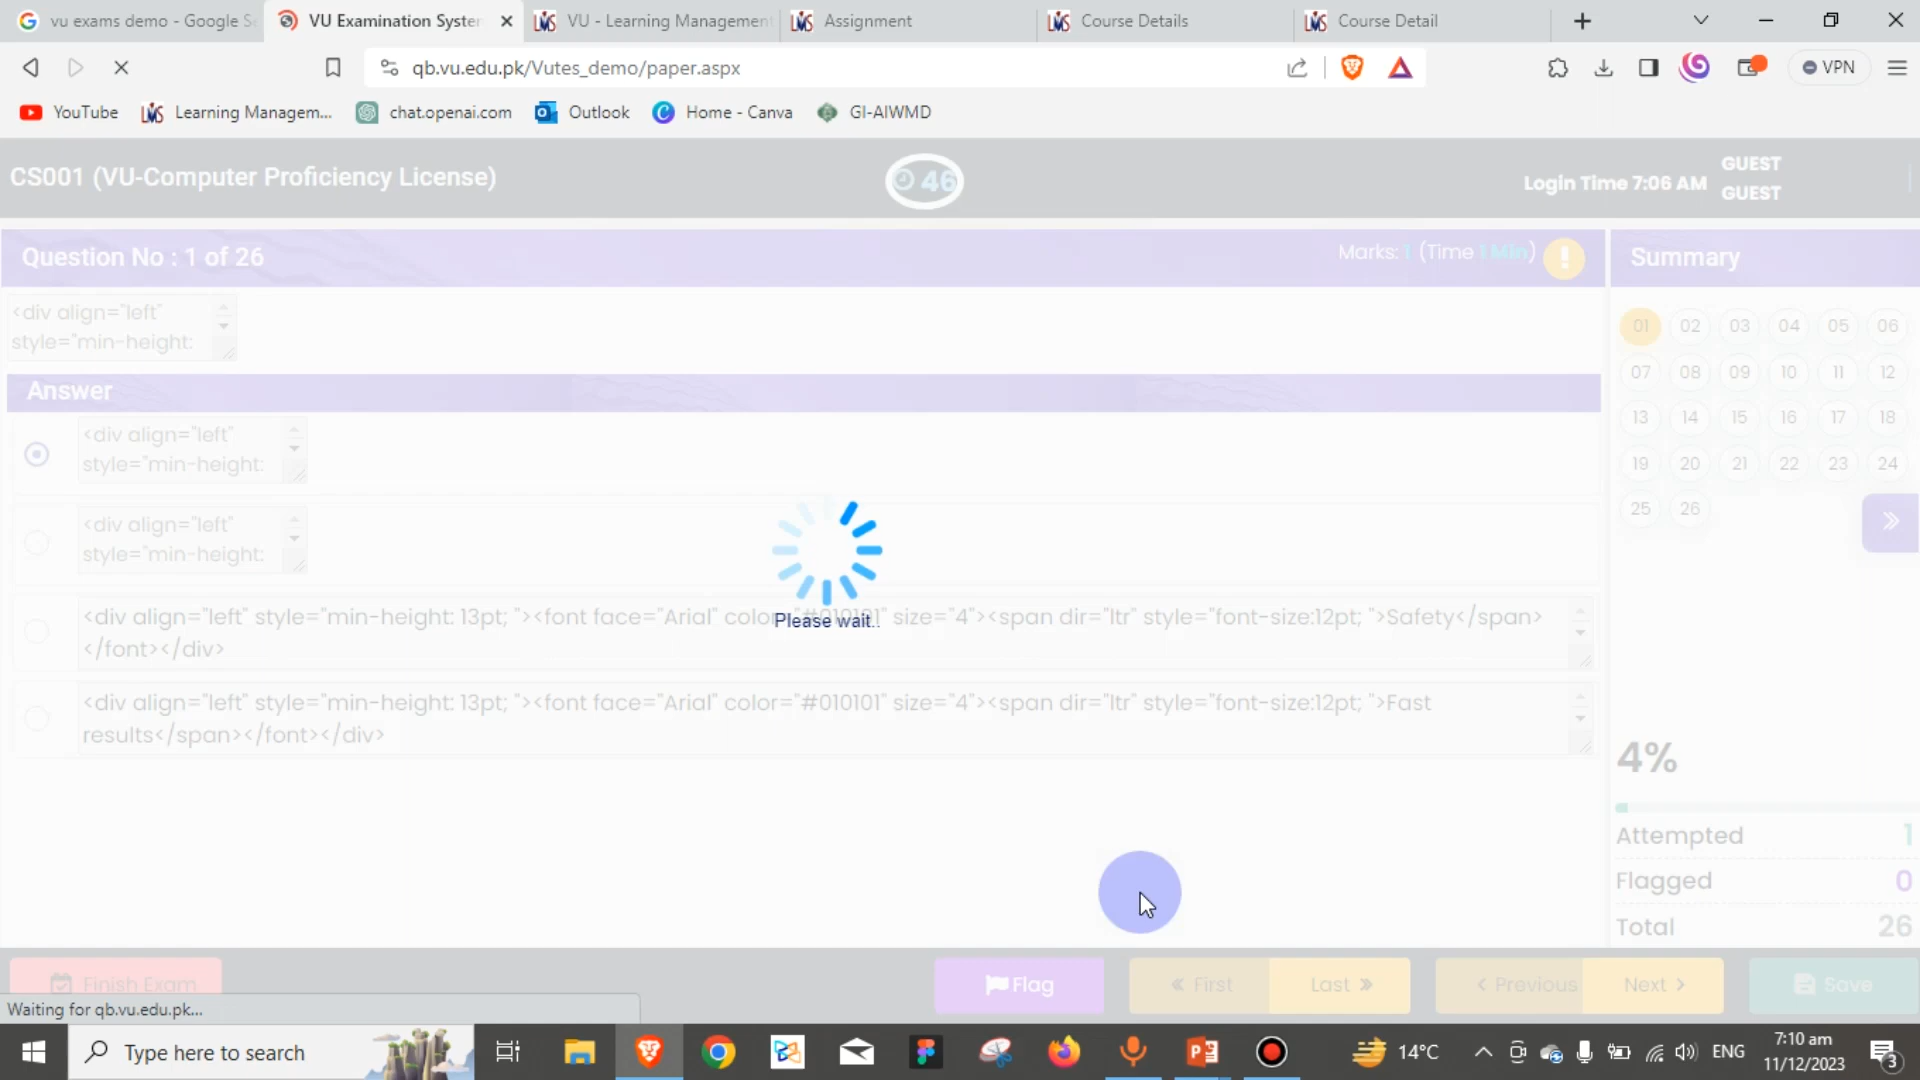 vu exams demo - Google Se
VU Examination System
VU - Learning Management
Assignment
Course Details
Course Detail
qb.vu.edu.pk/Vutes_demo/paper.aspx
VPN
YouTube
Learning Managem...
chat.openai.com
Outlook
Home - Canva
GI-AIWMD
CS001 (VU-Computer Proficiency License)
46
Login Time 7:06 AM
GUEST
GUEST
Question No : 1 of 26
Marks: 1 (Time 1 Min)
Summary
<div align="left"
style="min-height:
Answer
<div align="left"
style="min-height:
<div align="left"
style="min-height:
<div align="left" style="min-height: 13pt; "><font face="Arial" color="#010101" size="4"><span dir="ltr" style="font-size:12pt; ">Safety</span>
</font></div>
<div align="left" style="min-height: 13pt; "><font face="Arial" color="#010101" size="4"><span dir="ltr" style="font-size:12pt; ">Fast
results</span></font></div>
Please wait..
01 02 03 04 05 06
07 08 09 10 11 12
13 14 15 16 17 18
19 20 21 22 23 24
25 26
4%
Attempted 1
Flagged 0
Total 26
Finish Exam
Flag
« First
Last »
< Previous
Next >
Save
Waiting for qb.vu.edu.pk...
Type here to search
14°C
ENG
7:10 am
11/12/2023
3